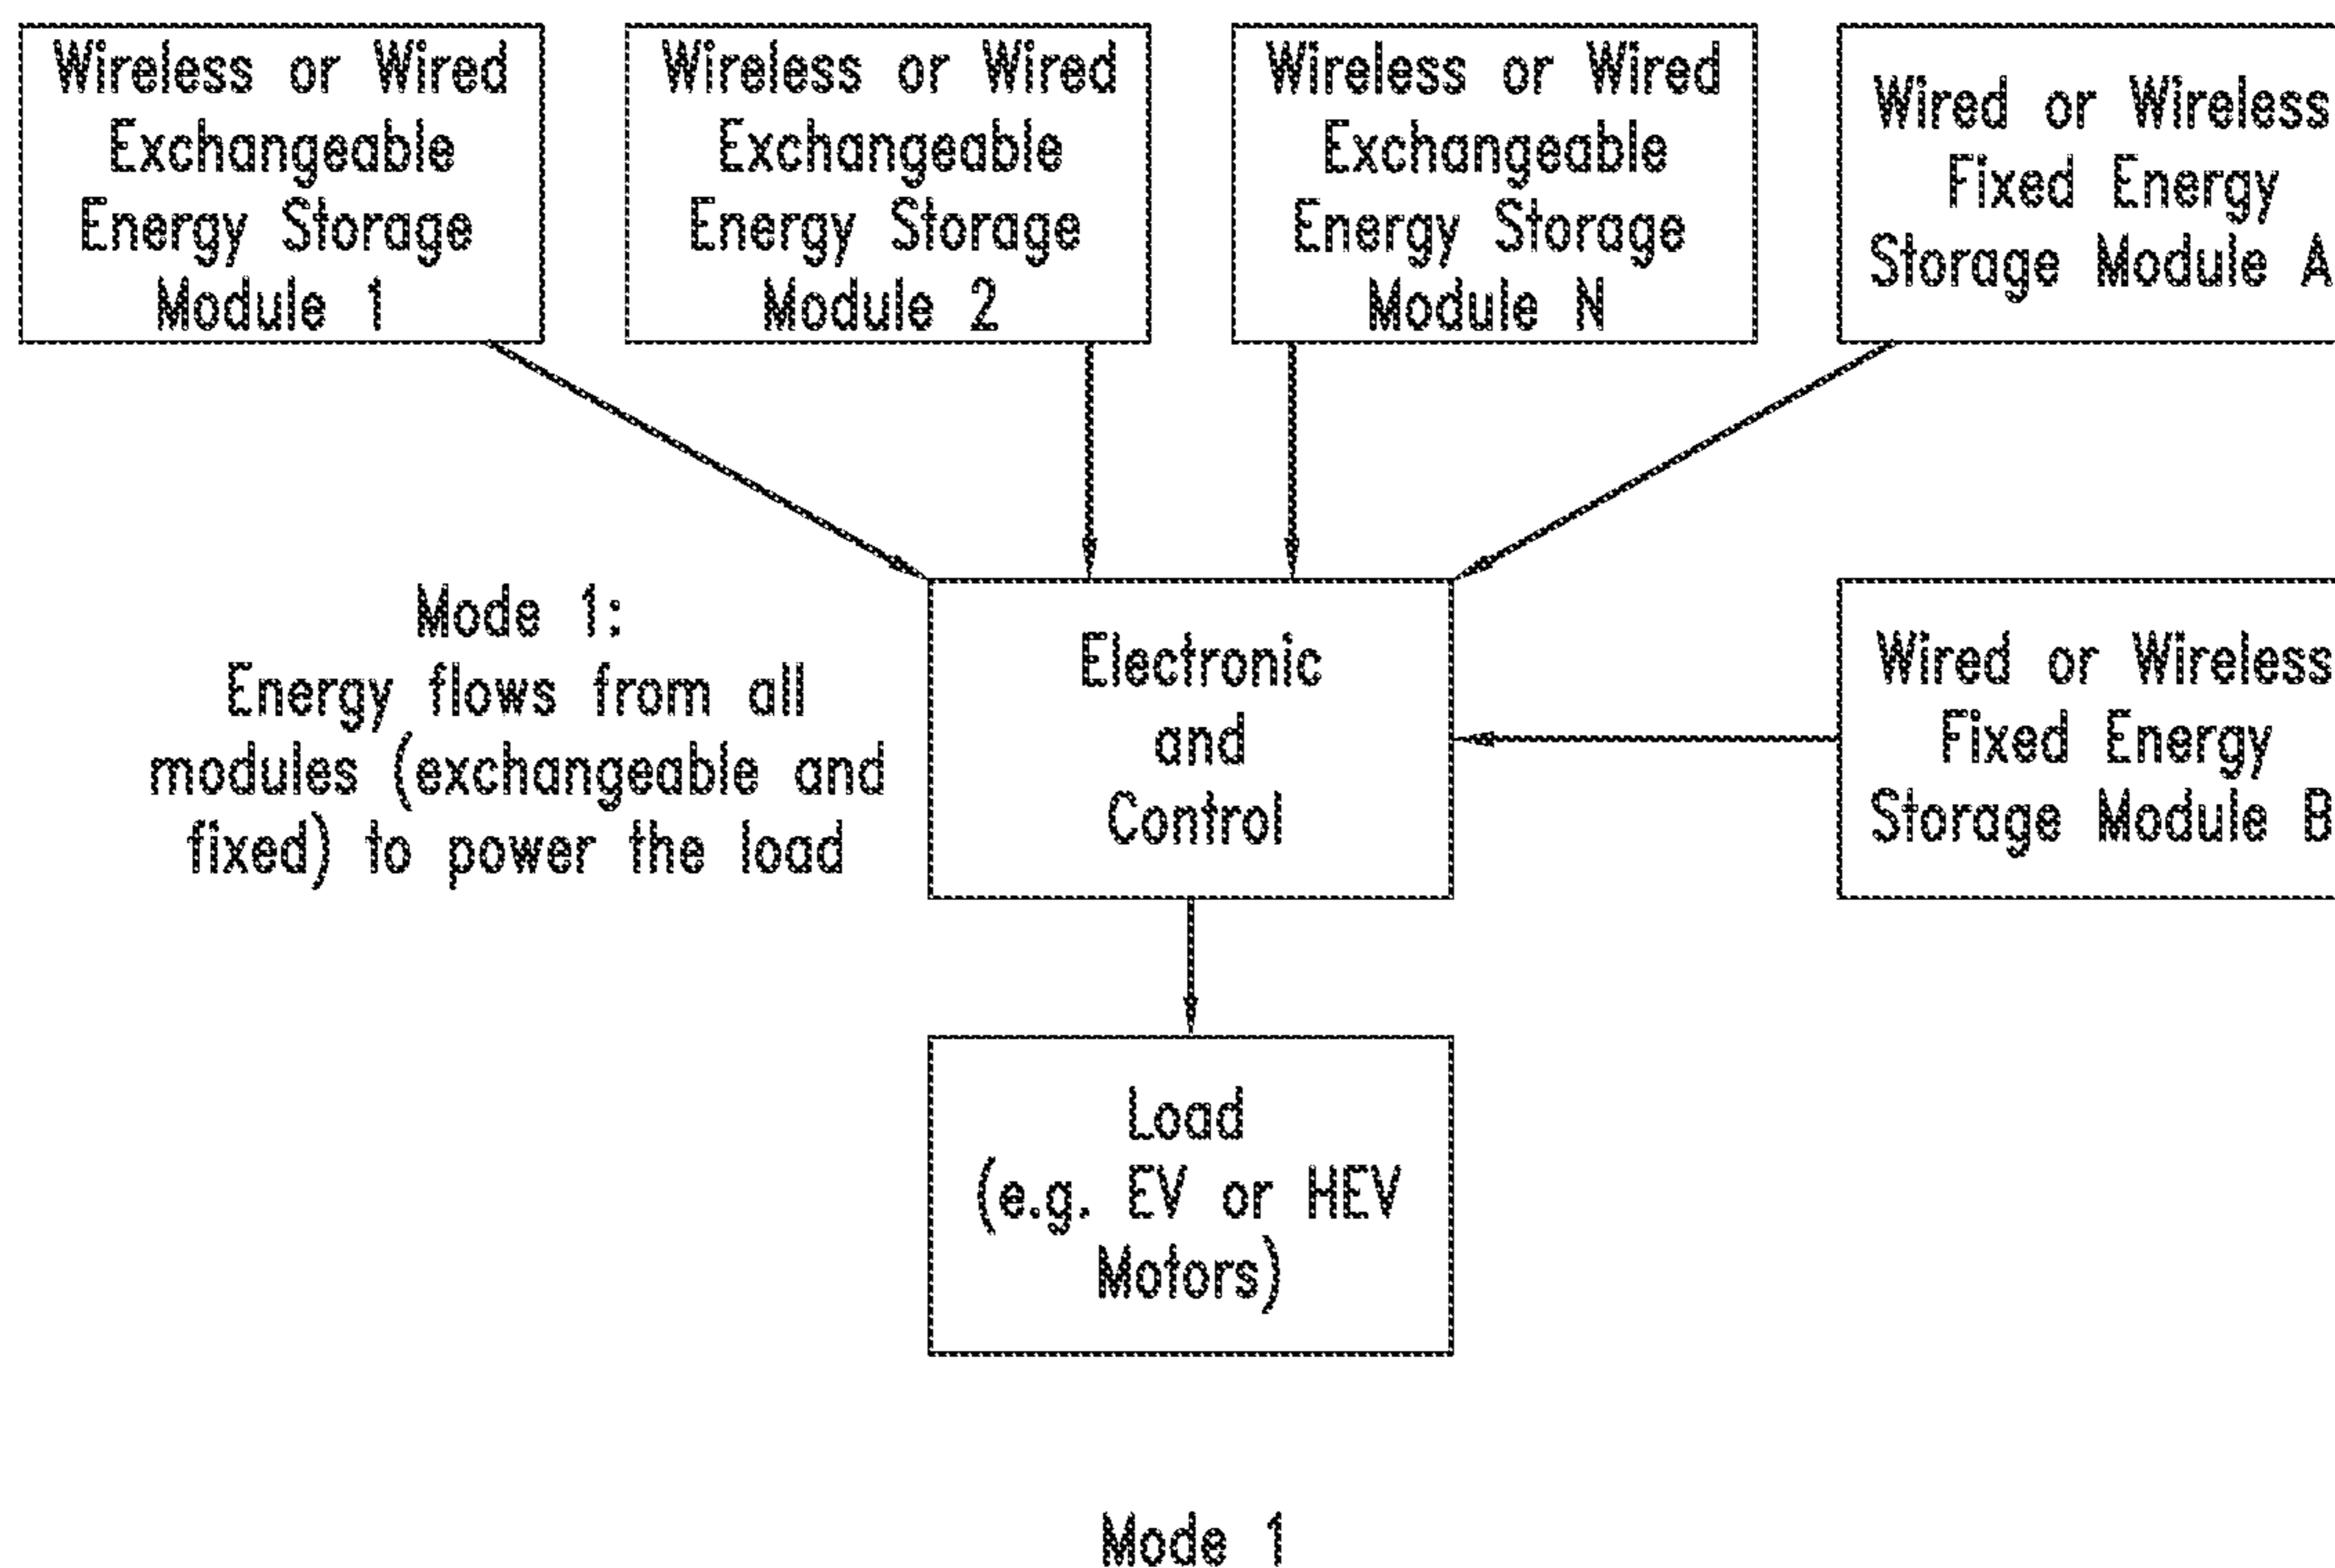 Wireless or Wired
Exchangeable
Energy Storage
Module 1
Wireless or Wired
Exchangeable
Energy Storage
Module 2
Wireless or Wired
Exchangeable
Energy Storage
Module N
Wired or Wireless
Fixed Energy
Storage Module A
Mode 1:
Energy flows from all
modules (exchangeable and
fixed) to power the load
Electronic
and
Control
Wired or Wireless
Fixed Energy
Storage Module B
Load
(e.g. EV or HEV
Motors)
Mode 1